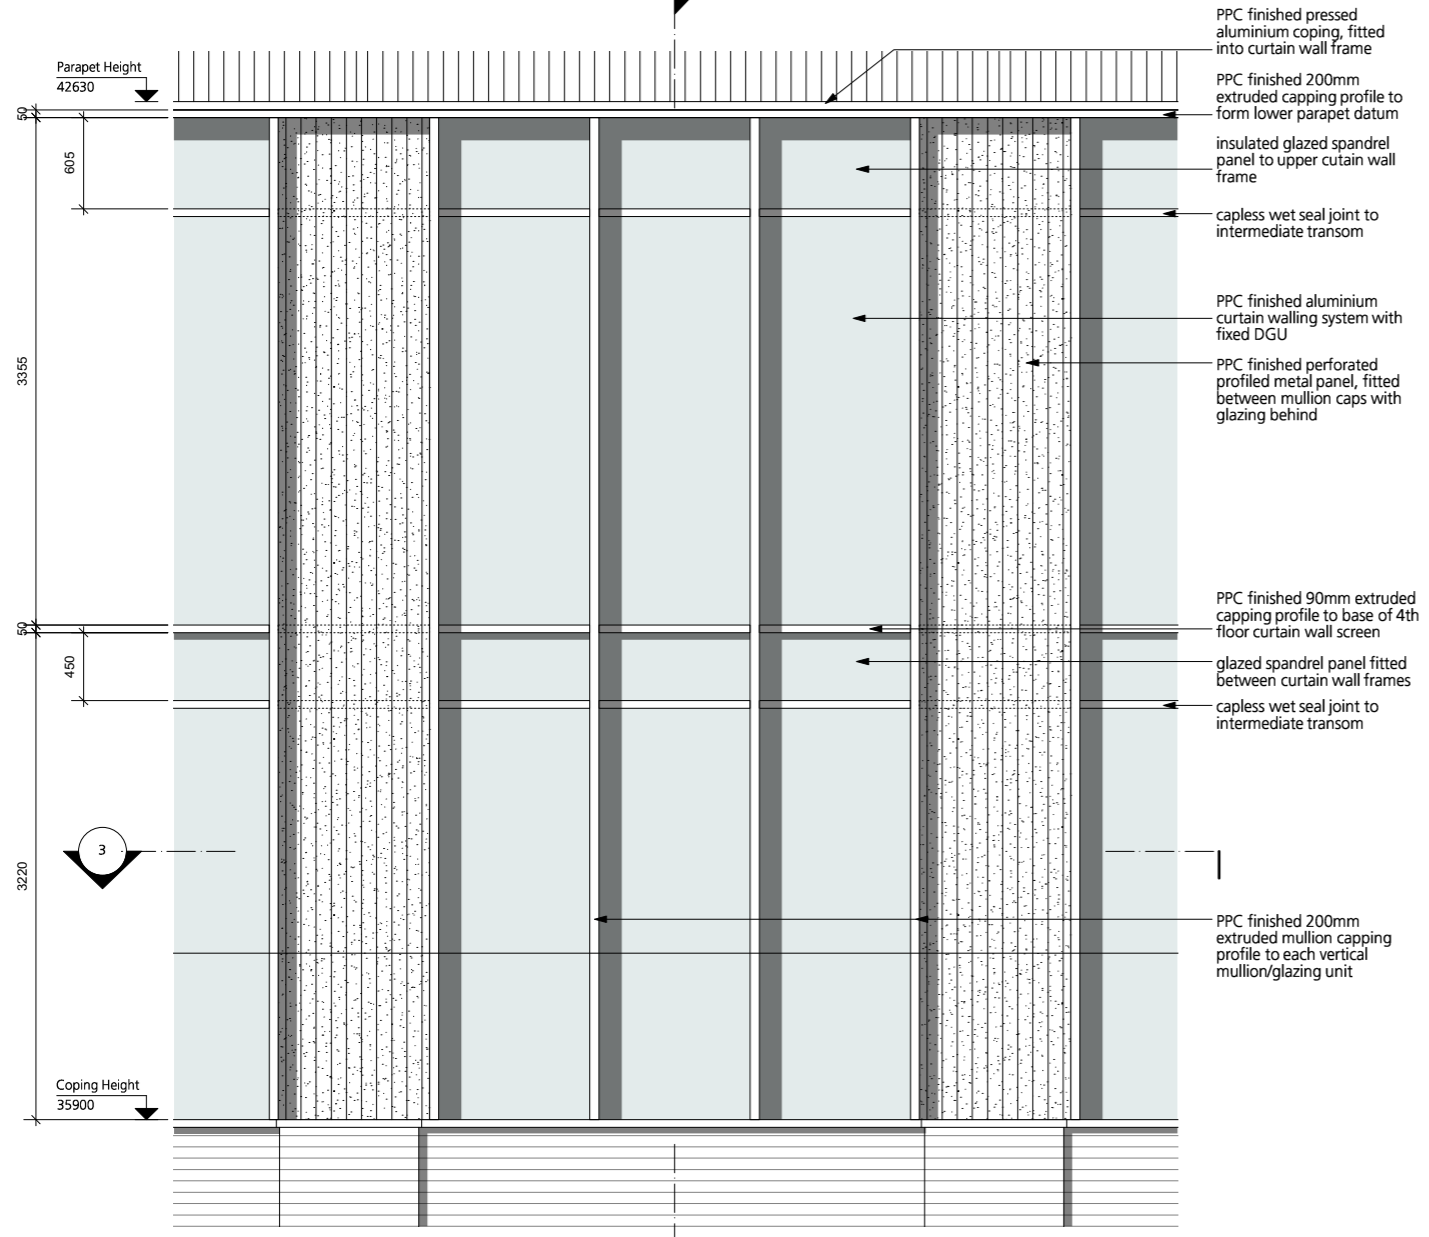 PPC finished pressed
aluminium coping, fitted
into curtain wall frame
Parapet Height
42630
PPC finished 200mm
extruded capping profile to
form lower parapet datum
50
605
insulated glazed spandrel
panel to upper cutain wall
frame
capless wet seal joint to
intermediate transom
PPC finished aluminium
curtain walling system with
fixed DGU
3355
PPC finished perforated
profiled metal panel, fitted
between mullion caps with
glazing behind
PPC finished 90mm extruded
capping profile to base of 4th
floor curtain wall screen
50
450
glazed spandrel panel fitted
between curtain wall frames
capless wet seal joint to
intermediate transom
3
3220
PPC finished 200mm
extruded mullion capping
profile to each vertical
mullion/glazing unit
Coping Height
35900